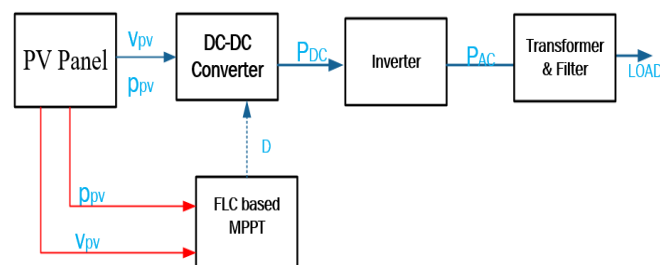 PV Panel
Vpv
ppv
DC-DC
Converter
PDC
Inverter
PAC
Transformer
& Filter
LOAD
D
ppv
Vpv
FLC based
MPPT